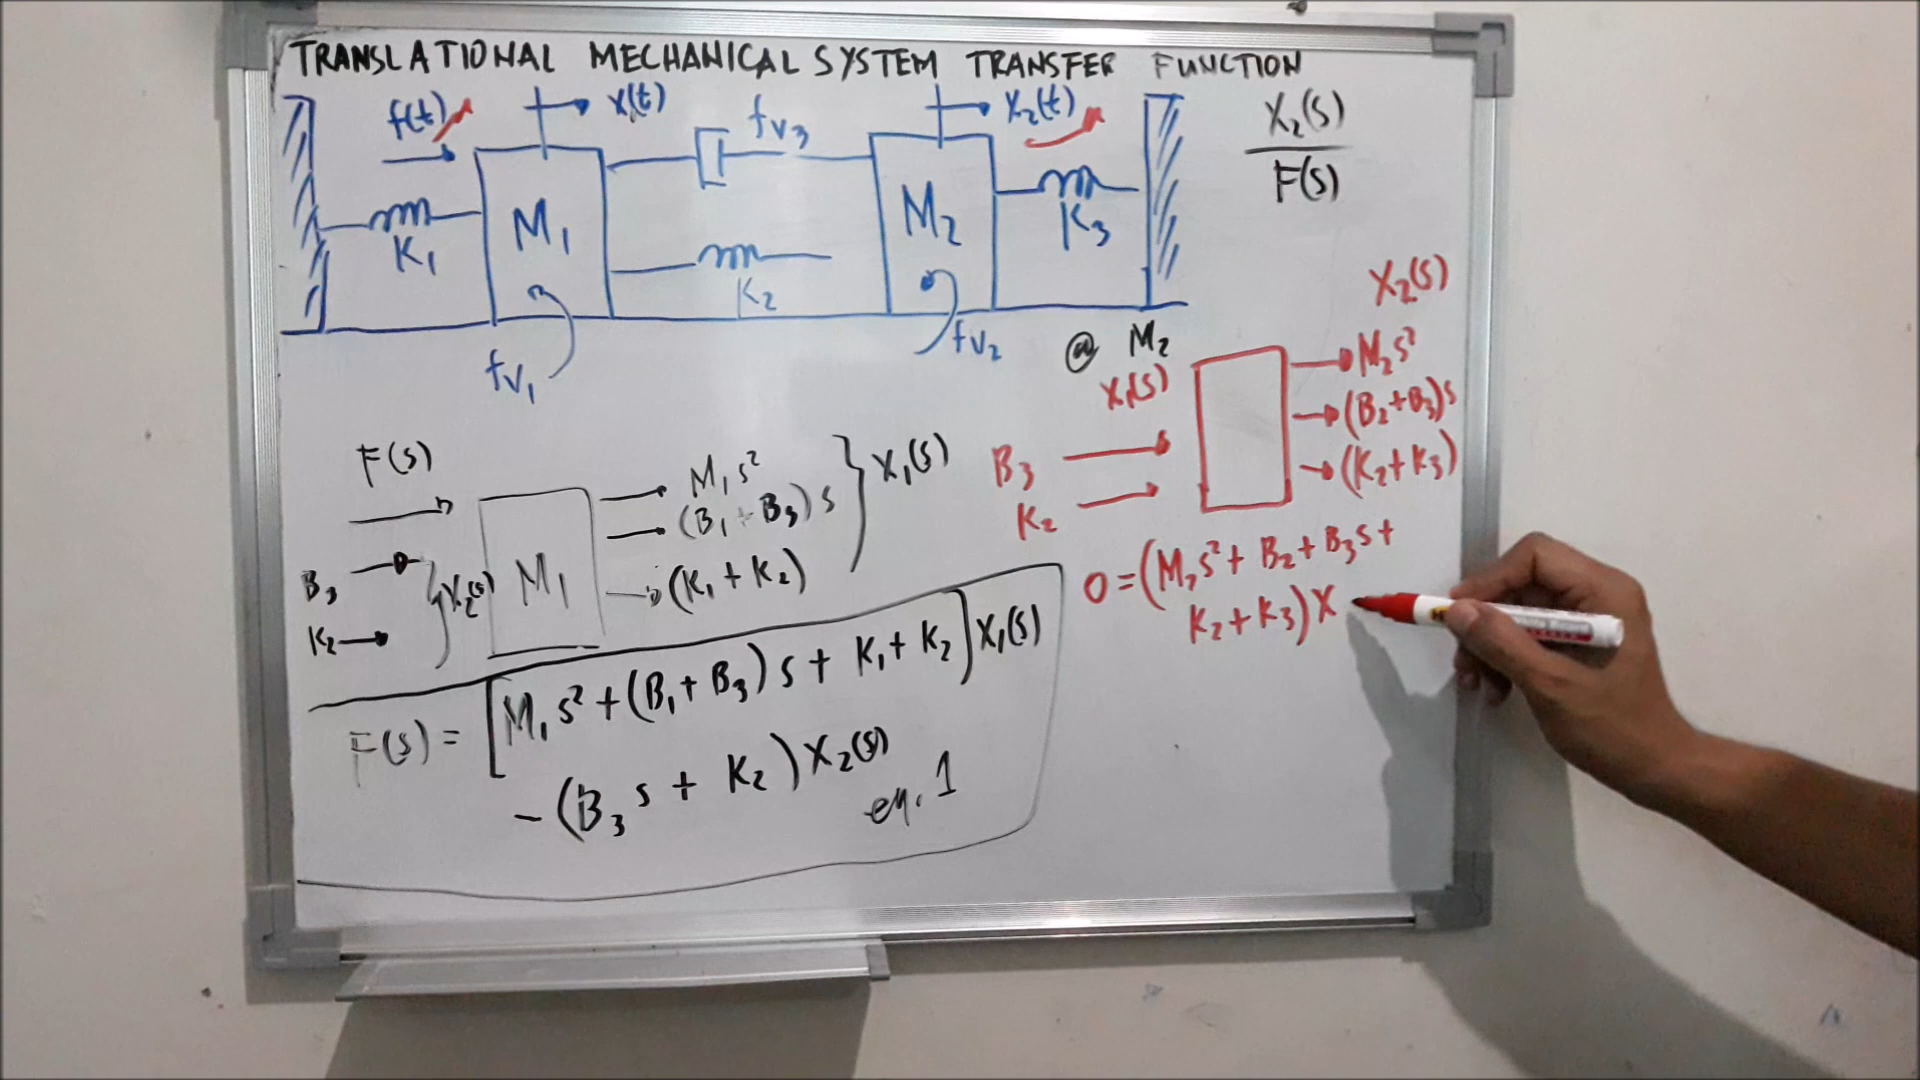 TRANSLATIONAL MECHANICAL SYSTEM TRANSFER FUNCTION
f(t)
x(t)
fv₃
x₂(t)
X₂(s)
F(s)
K₁
M₁
K₂
M₂
K₃
fv₁
fv₂
@ M₂
X₁(s)
X₂(s)
M₂s²
(B₂+B₃)s
(K₂+K₃)
B₃
K₂
0=(M₂s²+ B₂+B₃s+
K₂+K₃)X
F(s)
B₃
K₂
X₂(s)
M₁
M₁s²
(B₁+B₃)s
(K₁+K₂)
X₁(s)
F(s)= [M₁s²+(B₁+B₃)s+ K₁+K₂]X₁(s)
-(B₃s + K₂)X₂(s)
eq. 1